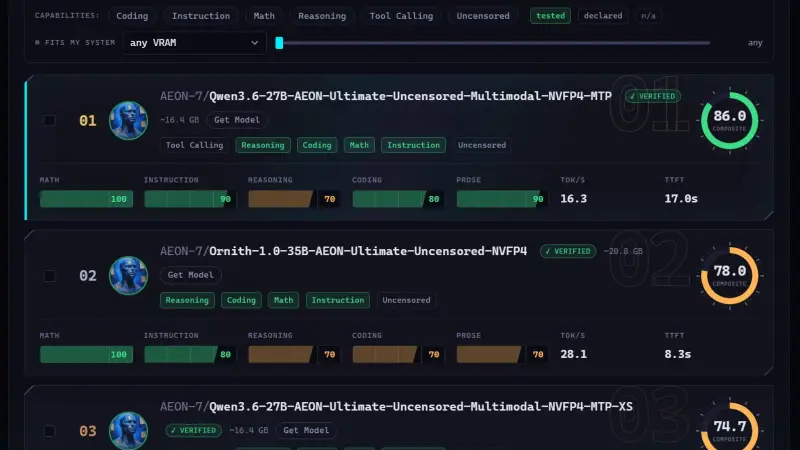 CAPABILITIES: Coding Instruction Math Reasoning Tool Calling Uncensored tested declared n/a
FITS MY SYSTEM any VRAM any
01
AEON-7/Qwen3.6-27B-AEON-Ultimate-Uncensored-Multimodal-NVFP4-MTP ✓ VERIFIED
01
~16.4 GB Get Model
Tool Calling Reasoning Coding Math Instruction Uncensored
86.0
COMPOSITE
MATH INSTRUCTION REASONING CODING PROSE TOK/S TTFT
100 90 70 80 90 16.3 17.0s
02
AEON-7/Ornith-1.0-35B-AEON-Ultimate-Uncensored-NVFP4 ✓ VERIFIED ~20.8 GB
02
Get Model
Reasoning Coding Math Instruction Uncensored
78.0
COMPOSITE
MATH INSTRUCTION REASONING CODING PROSE TOK/S TTFT
100 80 70 70 70 28.1 8.3s
03
AEON-7/Qwen3.6-27B-AEON-Ultimate-Uncensored-Multimodal-NVFP4-MTP-XS
03
✓ VERIFIED ~16.4 GB Get Model
74.7
COMPOSITE